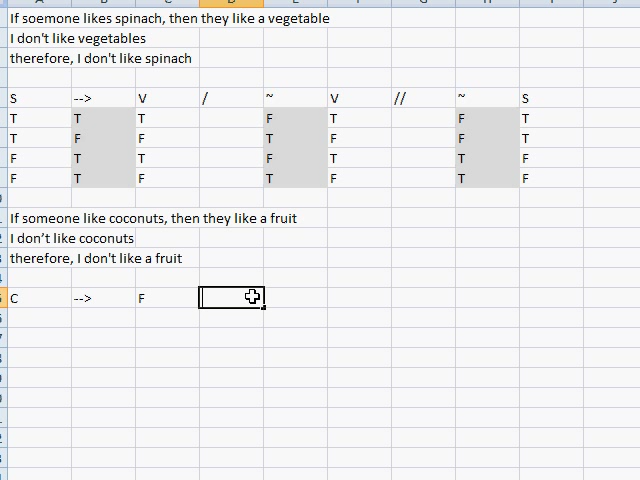 If soemone likes spinach, then they like a vegetable
I don't like vegetables
therefore, I don't like spinach
S --> V / ~ V // ~ S
T T T F T F T
T F F T F F T
F T T F T T F
F T F T F T F
If someone like coconuts, then they like a fruit
I don't like coconuts
therefore, I don't like a fruit
C --> F